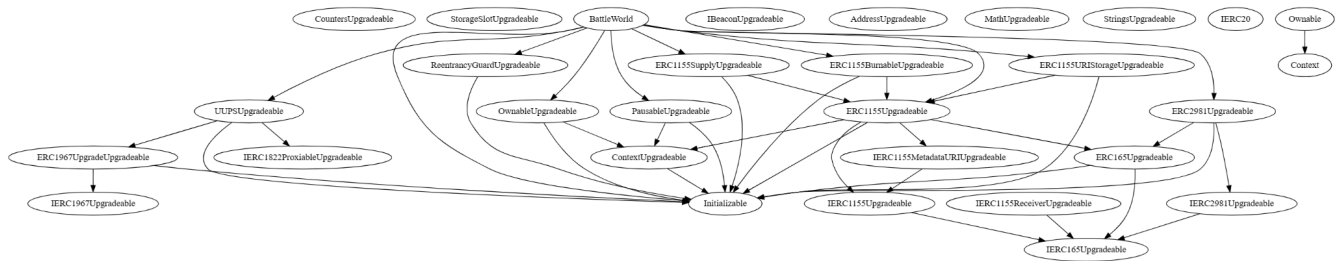 CountersUpgradeable
StorageSlotUpgradeable
BattleWorld
IBeaconUpgradeable
AddressUpgradeable
MathUpgradeable
StringsUpgradeable
IERC20
Ownable
ReentrancyGuardUpgradeable
ERC1155SupplyUpgradeable
ERC1155BurnableUpgradeable
ERC1155URIStorageUpgradeable
Context
UUPSUpgradeable
OwnableUpgradeable
PausableUpgradeable
ERC1155Upgradeable
ERC2981Upgradeable
ERC1967UpgradeUpgradeable
IERC1822ProxiableUpgradeable
ContextUpgradeable
IERC1155MetadataURIUpgradeable
ERC165Upgradeable
IERC1967Upgradeable
Initializable
IERC1155Upgradeable
IERC1155ReceiverUpgradeable
IERC2981Upgradeable
IERC165Upgradeable